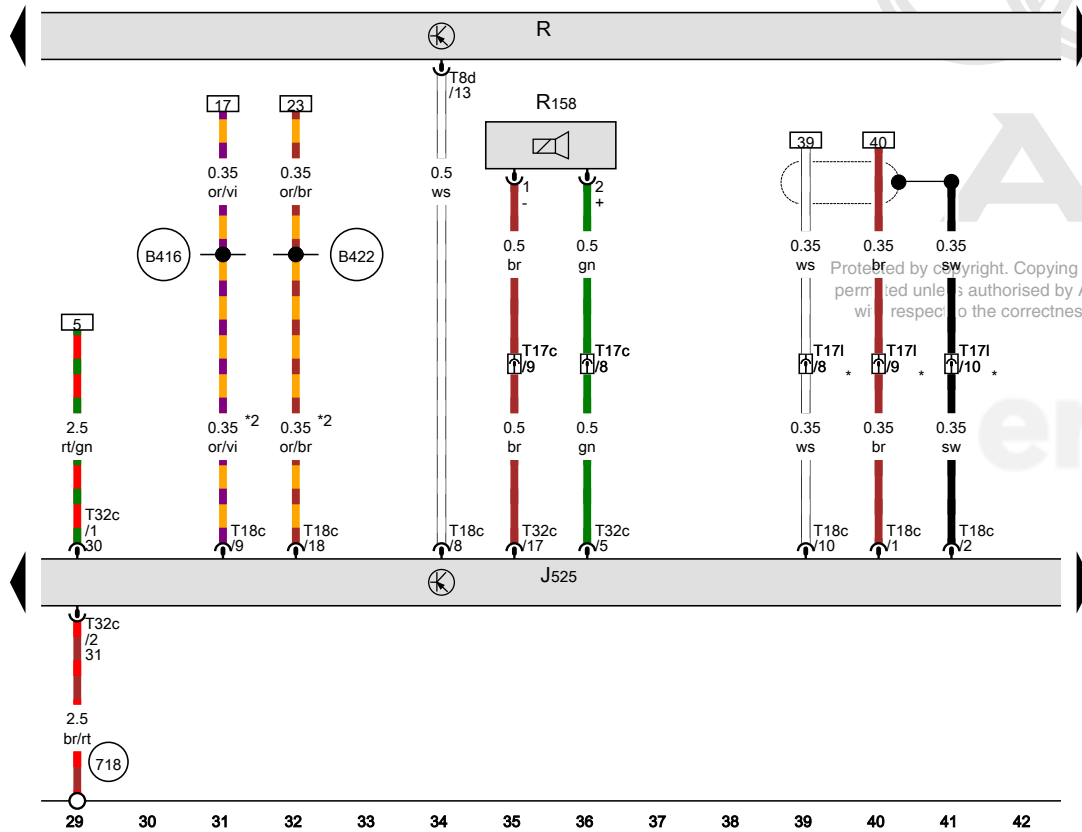 R
T8d
/13
17
23
R158
39
40
0.35
or/vi
0.35
or/br
0.5
ws
1
-
2
+
B416
B422
0.5
br
0.5
gn
0.35
ws
0.35
br
0.35
sw
Protected by copyright. Copying
permitted unless authorised by A
with respect to the correctnes
5
T17c
/9
T17c
/8
T17l
/8 *
T17l
/9 *
T17l
/10 *
2.5
rt/gn
0.35 *2
or/vi
0.35 *2
or/br
0.5
br
0.5
gn
0.35
ws
0.35
br
0.35
sw
T32c
/1
30
T18c
/9
T18c
/18
T18c
/8
T32c
/17
T32c
/5
T18c
/10
T18c
/1
T18c
/2
J525
T32c
/2
31
2.5
br/rt
718
29 30 31 32 33 34 35 36 37 38 39 40 41 42